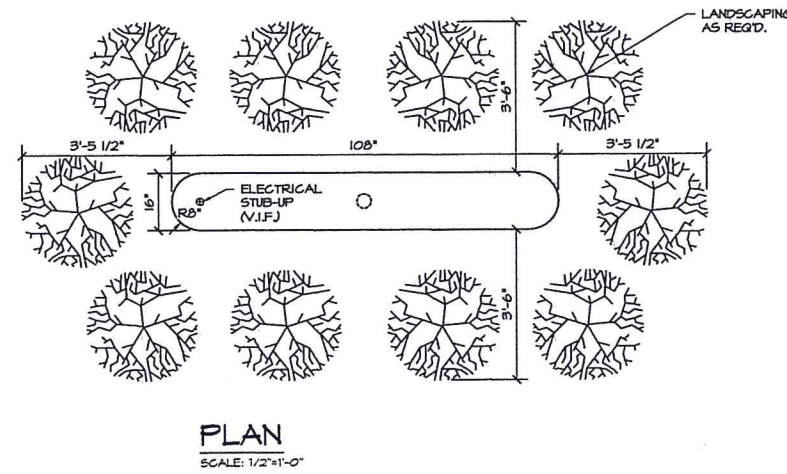 LANDSCAPING
AS REQ'D.
3'-6"
3'-5 1/2"
108"
3'-5 1/2"
16"
R8"
ELECTRICAL
STUB-UP
(V.I.F.)
3'-6"
PLAN
SCALE: 1/2"=1'-0"